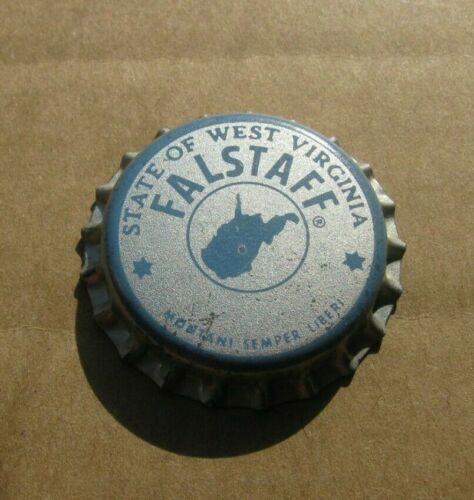 STATE OF WEST VIRGINIA
FALSTAFF®
MONTANI SEMPER LIBERI